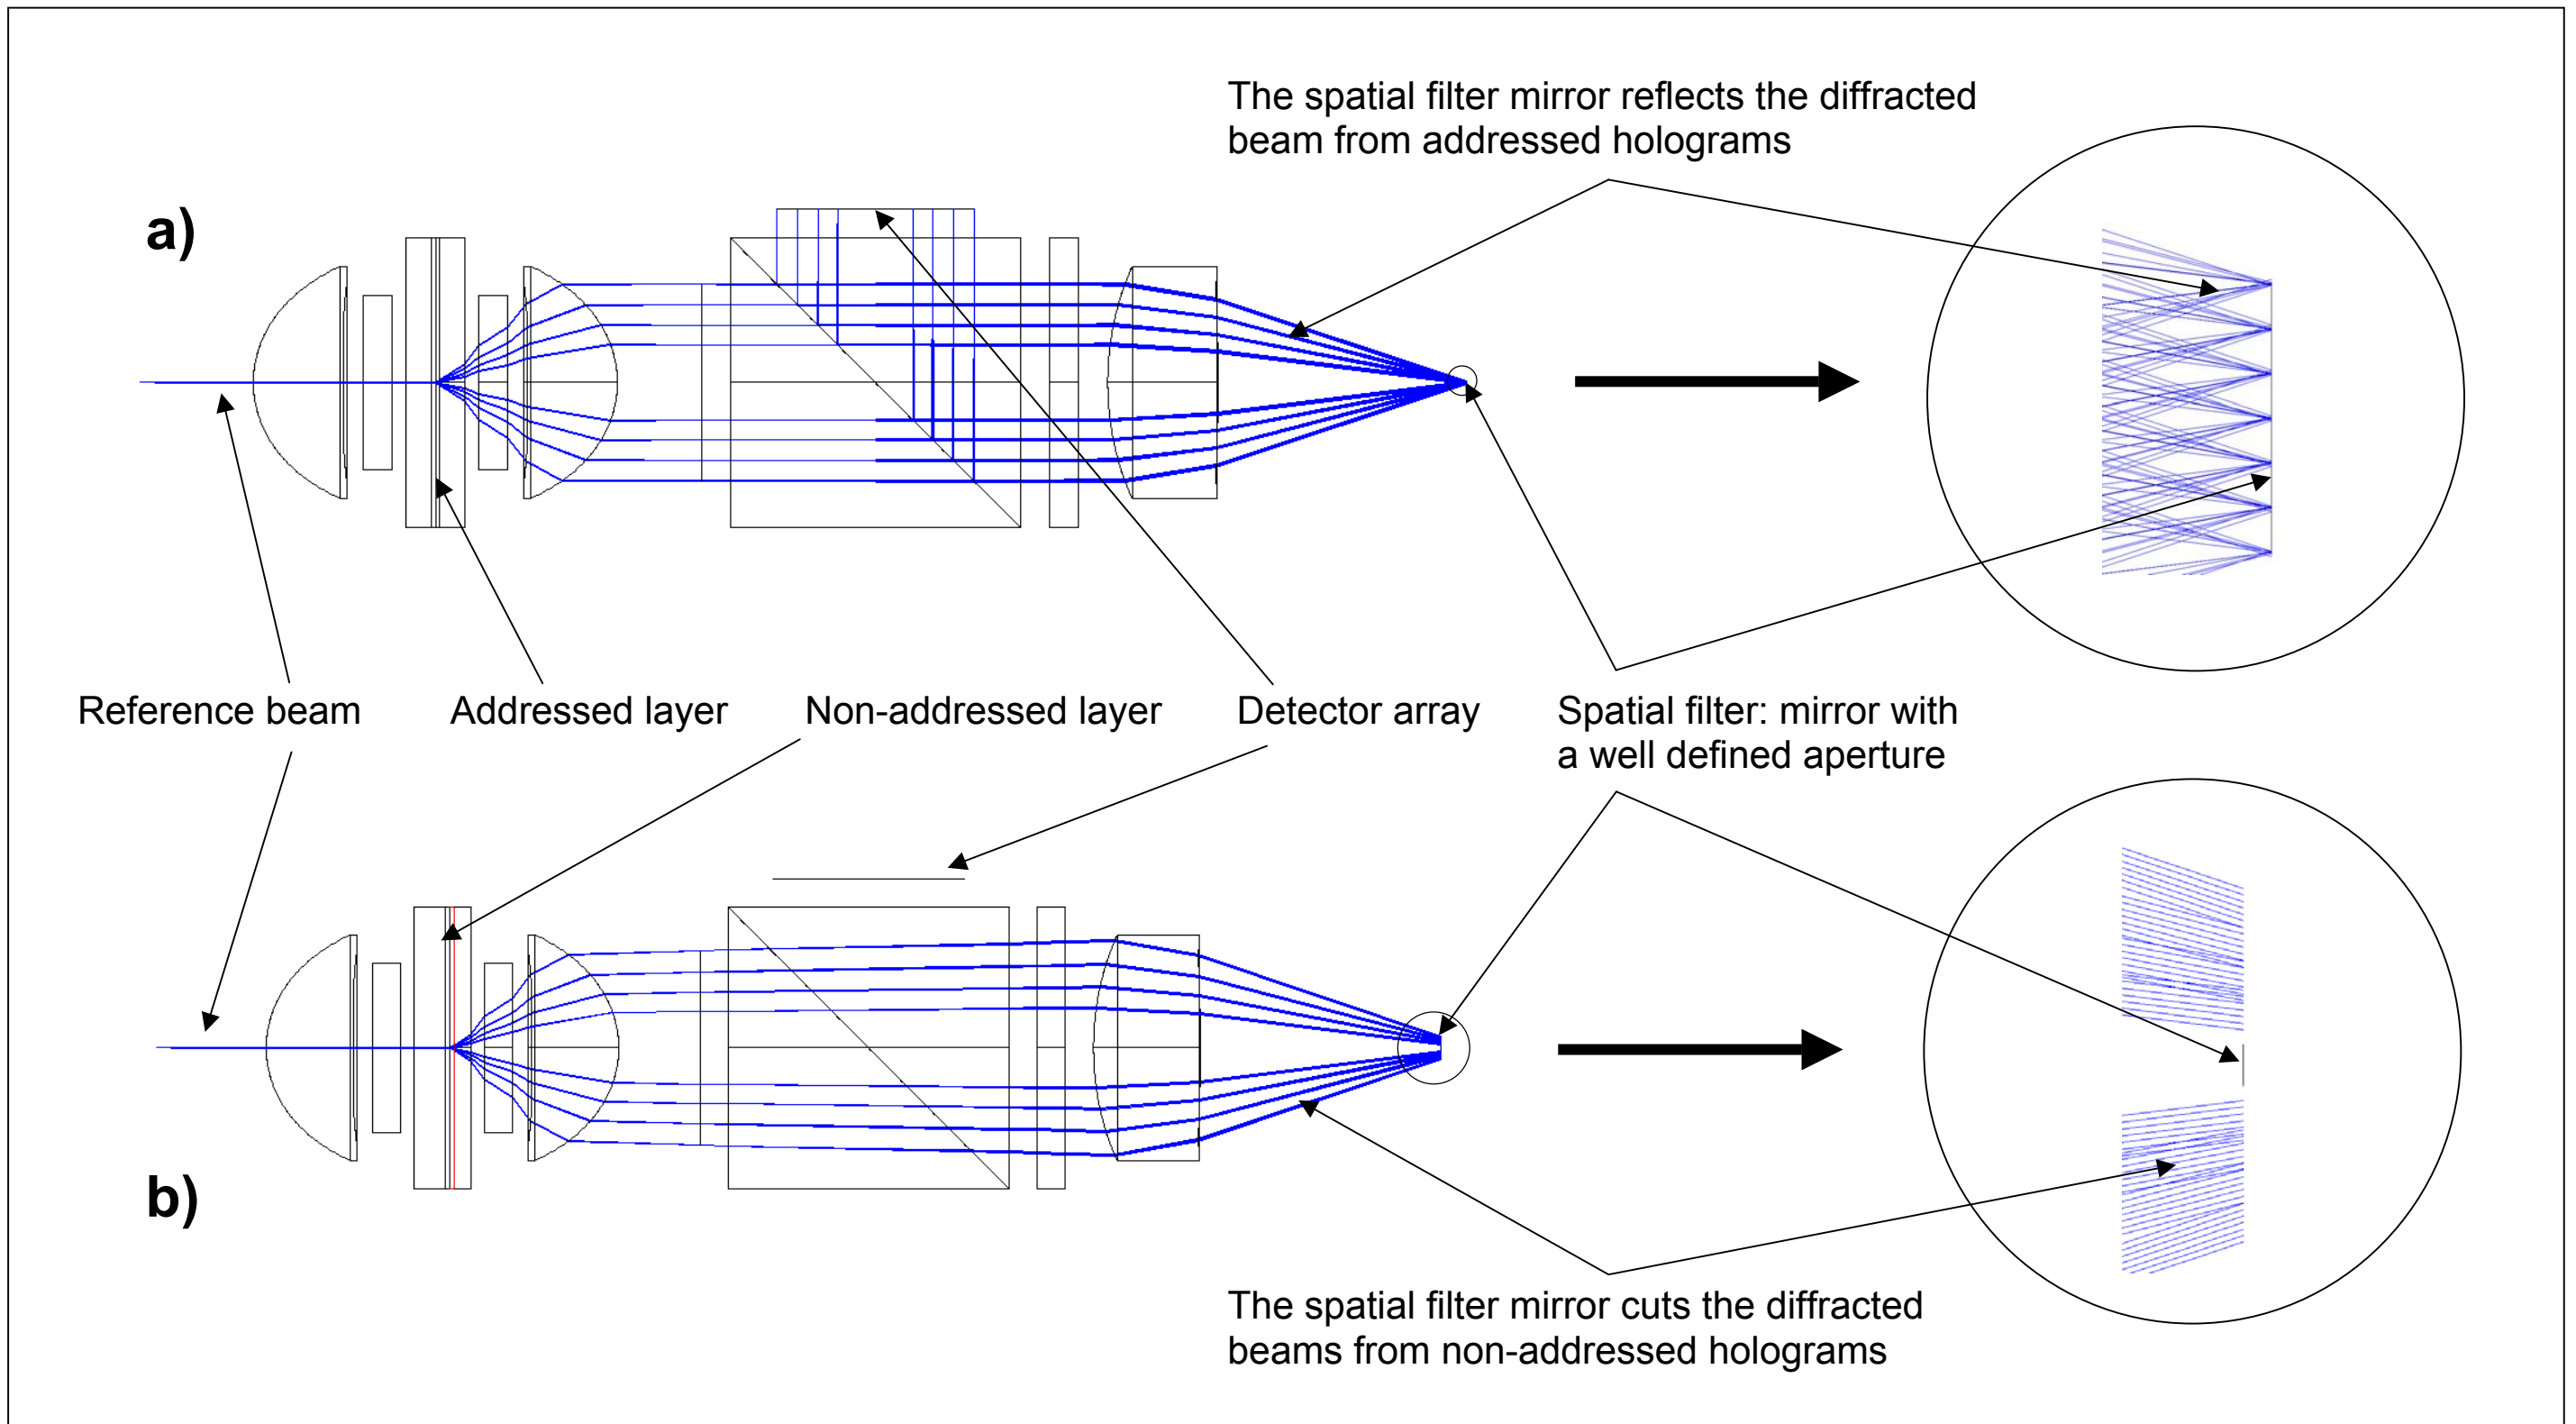 The spatial filter mirror reflects the diffracted
beam from addressed holograms
a)
Reference beam
Addressed layer
Non-addressed layer
Detector array
Spatial filter: mirror with
a well defined aperture
b)
The spatial filter mirror cuts the diffracted
beams from non-addressed holograms